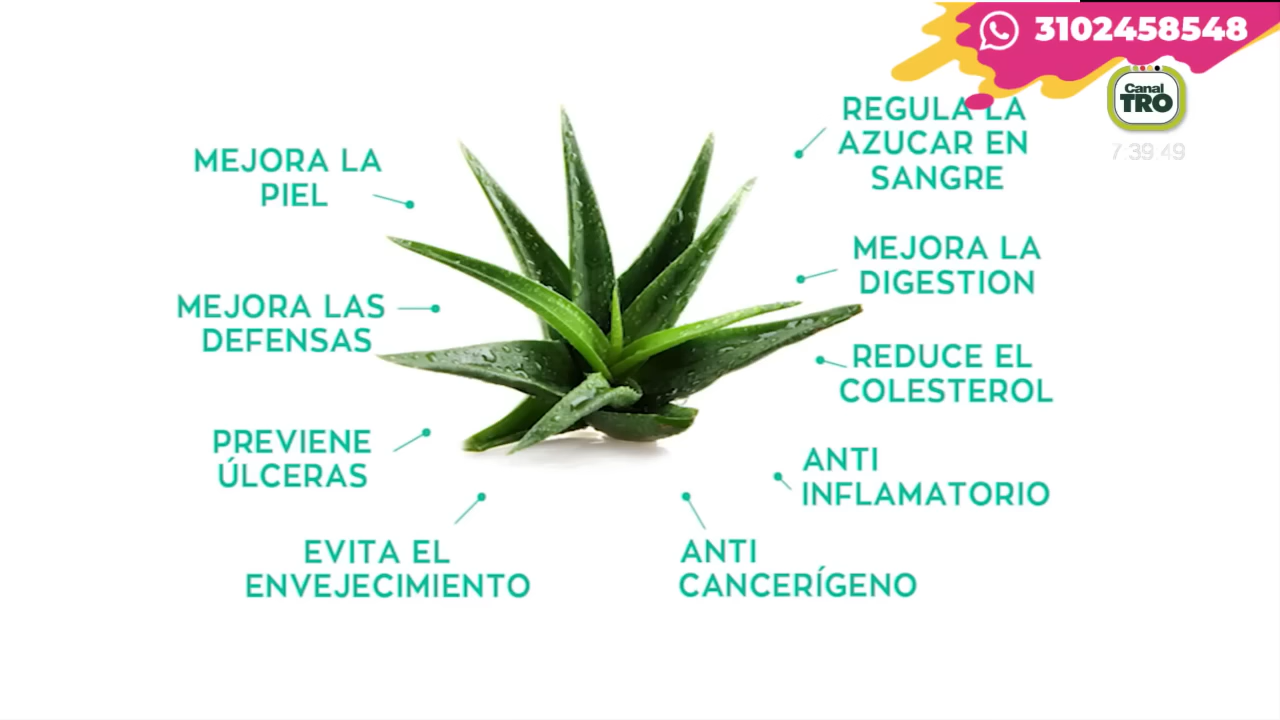 3102458548
Canal
TRO
7:39:49
REGULA LA
AZUCAR EN
SANGRE
MEJORA LA
PIEL
MEJORA LA
DIGESTION
MEJORA LAS
DEFENSAS
REDUCE EL
COLESTEROL
PREVIENE
ÚLCERAS
ANTI
INFLAMATORIO
EVITA EL
ENVEJECIMIENTO
ANTI
CANCERÍGENO